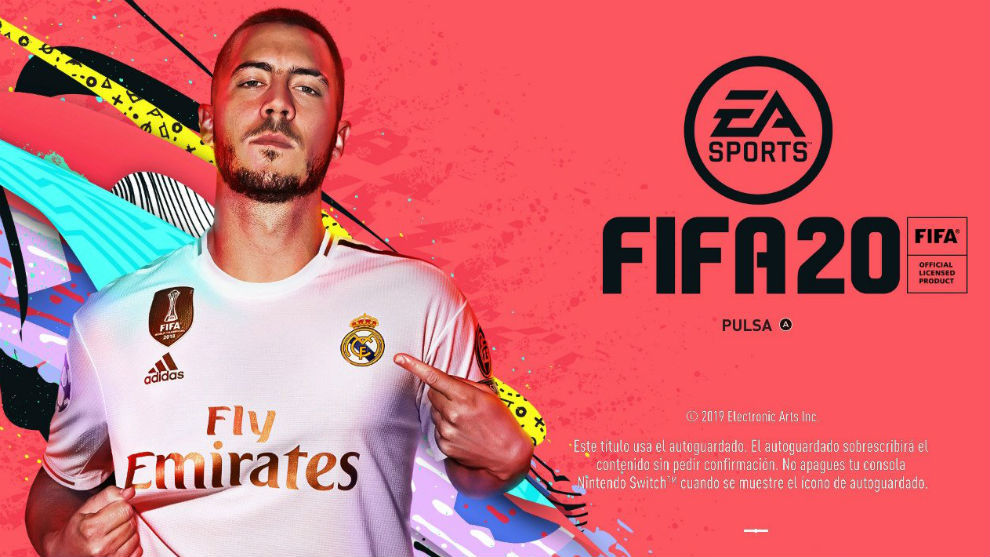 EA
SPORTS™
FIFA 20
FIFA®
OFFICIAL
LICENSED
PRODUCT
PULSA A
FIFA
2018
adidas
Fly
Emirates
© 2019 Electronic Arts Inc.
Este título usa el autoguardado. El autoguardado sobrescribirá el
contenido sin pedir confirmación. No apagues tu consola
Nintendo Switch™ cuando se muestre el icono de autoguardado.